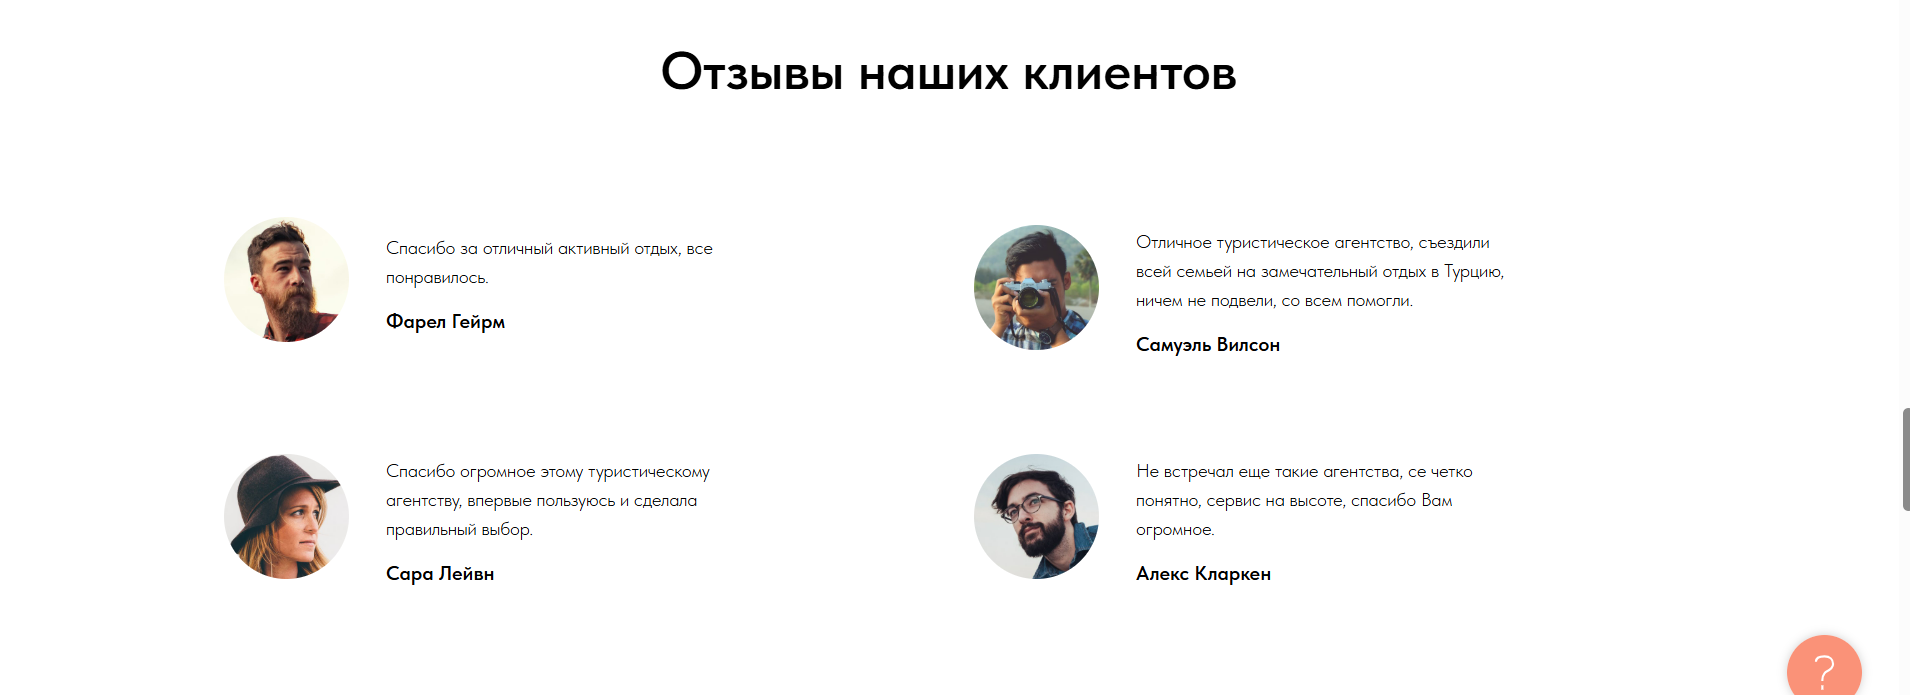 Отзывы наших клиентов
Спасибо за отличный активный отдых, все
понравилось.
Фарел Гейрм
Отличное туристическое агентство, съездили
всей семьей на замечательный отдых в Турцию,
ничем не подвели, со всем помогли.
Самуэль Вилсон
Спасибо огромное этому туристическому
агентству, впервые пользуюсь и сделала
правильный выбор.
Сара Лейвн
Не встречал еще такие агентства, се четко
понятно, сервис на высоте, спасибо Вам
огромное.
Алекс Кларкен
?